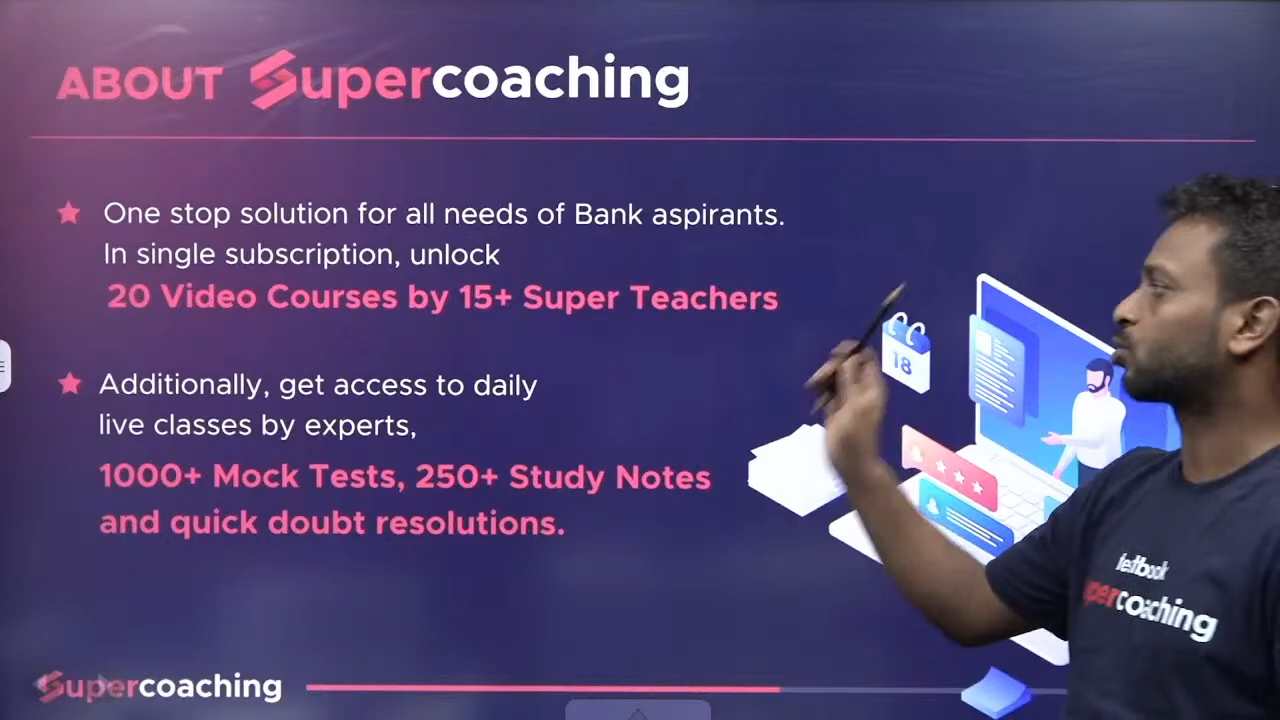 ABOUT Supercoaching
One stop solution for all needs of Bank aspirants.
In single subscription, unlock
20 Video Courses by 15+ Super Teachers
18
Additionally, get access to daily
live classes by experts,
1000+ Mock Tests, 250+ Study Notes
and quick doubt resolutions.
testbook
supercoaching
Supercoaching